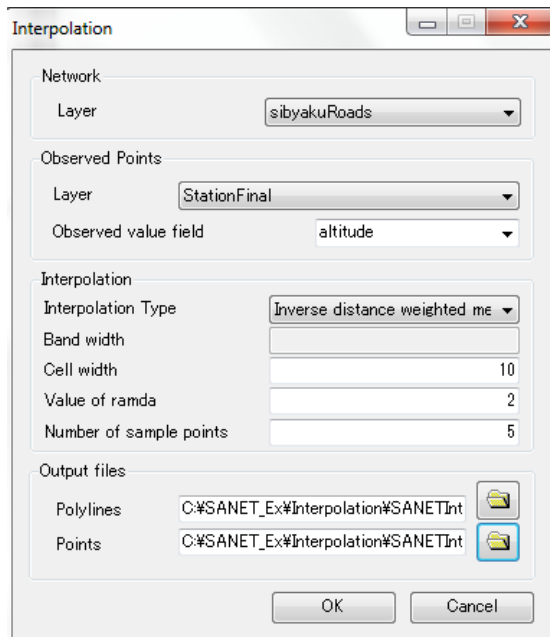 Interpolation
Network
Layer sibyakuRoads
Observed Points
Layer StationFinal
Observed value field altitude
Interpolation
Interpolation Type Inverse distance weighted me
Band width
Cell width 10
Value of ramda 2
Number of sample points 5
Output files
Polylines C:¥SANET_Ex¥Interpolation¥SANETInt
Points C:¥SANET_Ex¥Interpolation¥SANETInt
OK Cancel